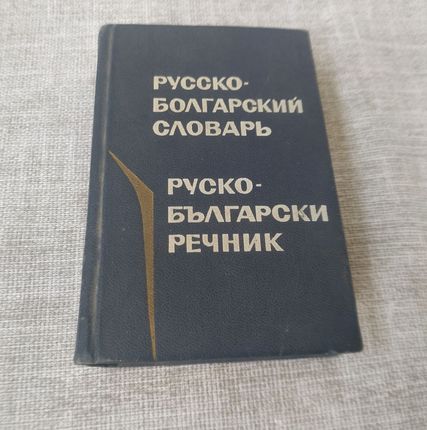 РУССКО-
БОЛГАРСКИЙ
СЛОВАРЬ
РУСКО-
БЪЛГАРСКИ
РЕЧНИК